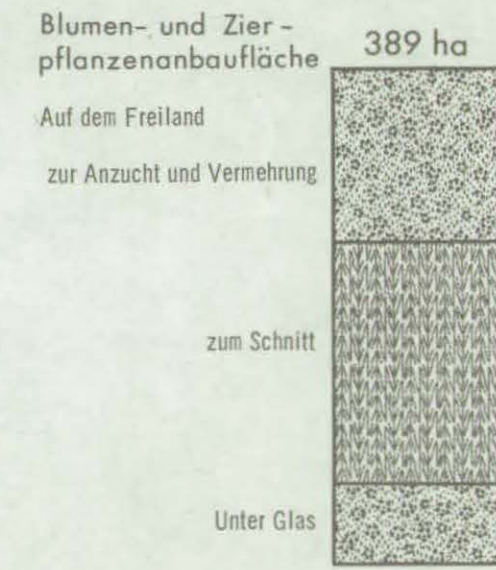 Blumen- und Zier-
pflanzenanbaufläche
389 ha
Auf dem Freiland
zur Anzucht und Vermehrung
zum Schnitt
Unter Glas